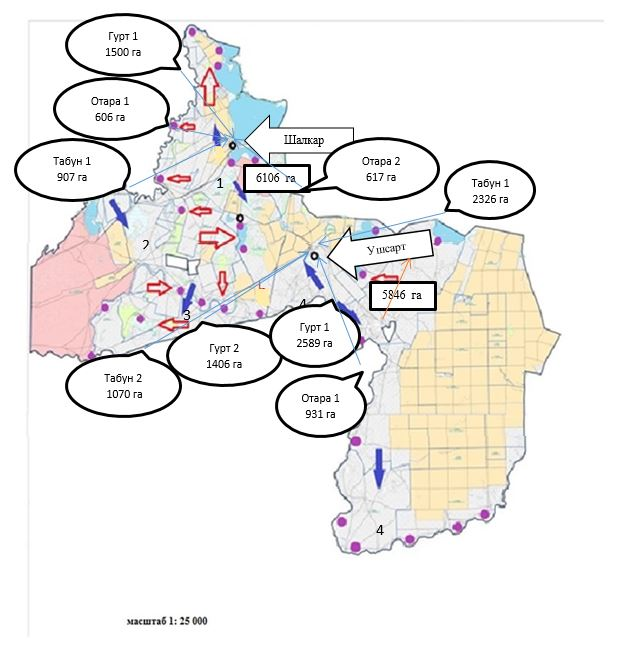 Гурт 1
1500 га
Отара 1
606 га
Шалкар
Табун 1
907 га
Отара 2
617 га
6106 га
1
Табун 1
2326 га
2
Ушсарт
5846 га
3
4
Гурт 1
2589 га
Гурт 2
1406 га
Табун 2
1070 га
Отара 1
931 га
4
масштаб 1: 25 000